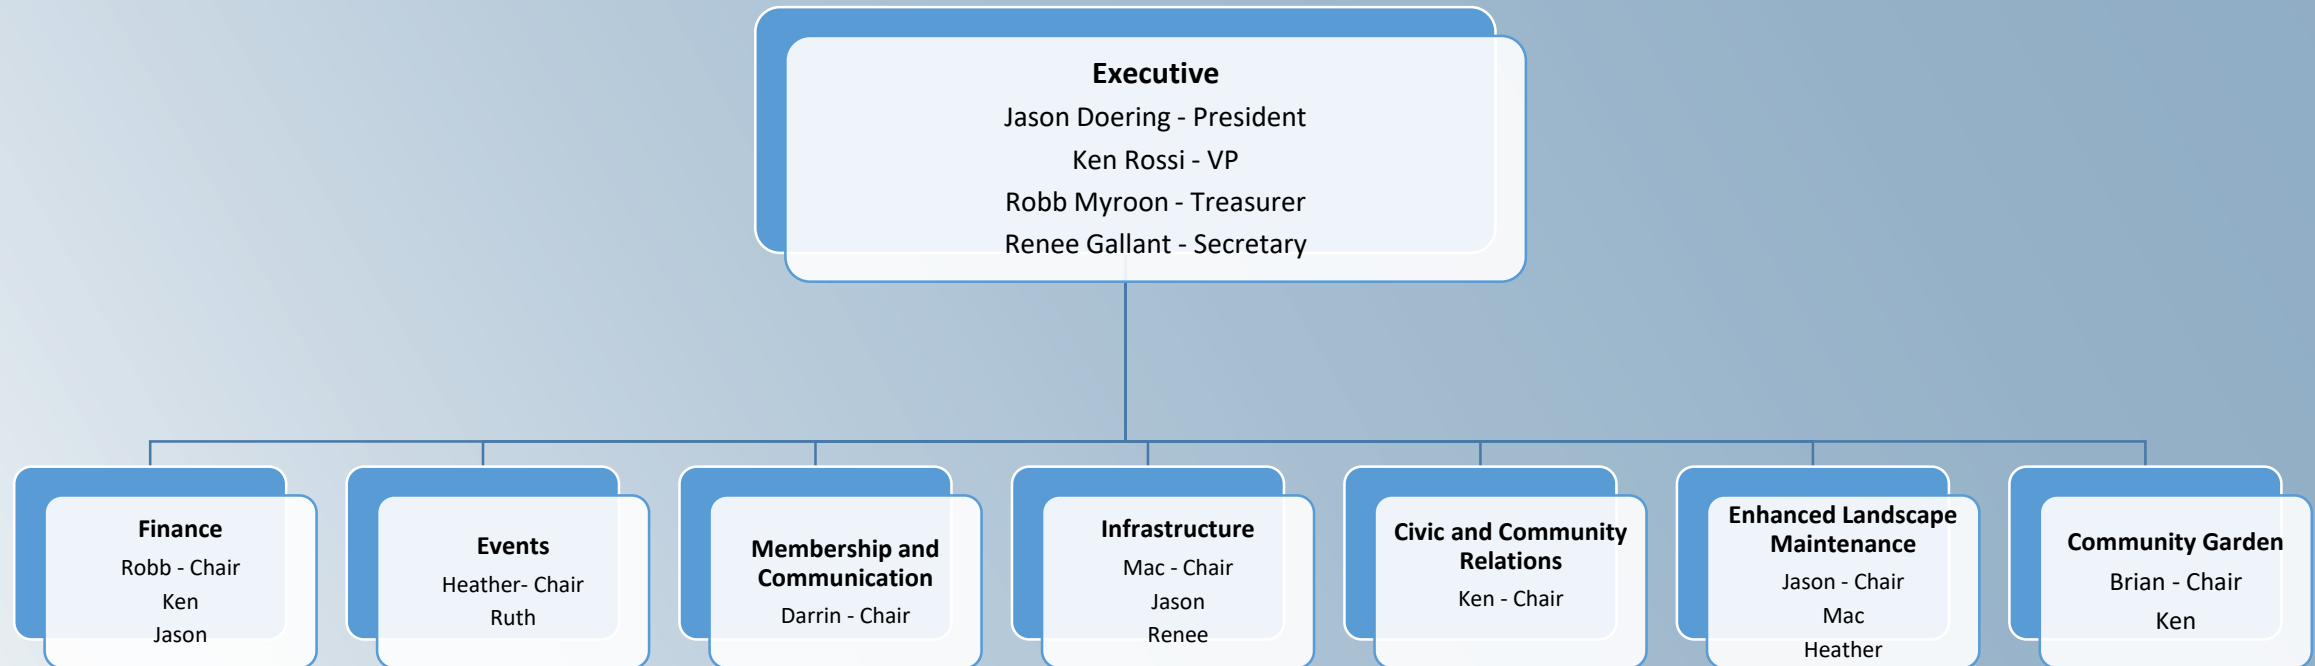 Executive
Jason Doering - President
Ken Rossi - VP
Robb Myroon - Treasurer
Renee Gallant - Secretary
Finance
Robb - Chair
Ken
Jason
Events
Heather- Chair
Ruth
Membership and
Communication
Darrin - Chair
Infrastructure
Mac - Chair
Jason
Renee
Civic and Community
Relations
Ken - Chair
Enhanced Landscape
Maintenance
Jason - Chair
Mac
Heather
Community Garden
Brian - Chair
Ken